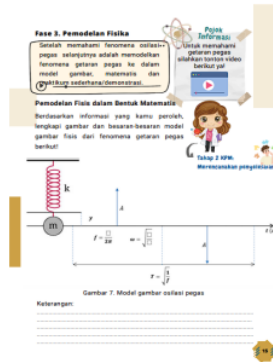 Fase 3. Pemodelan Fisika
Setelah memahami fenomena osilasi
pegas selanjutnya adalah memodelkan
fenomena getaran pegas ke dalam
model gambar, matematis dan
praktikum sederhana/demonstrasi.
Pojok
Informasi
Untuk memahami
getaran pegas
silahkan tonton video
berikut ya!
Pemodelan Fisis dalam Bentuk Matematis
Berdasarkan informasi yang kamu peroleh,
lengkapi gambar dan besaran-besaran model
gambar fisis dari fenomena getaran pegas
berikut!
Tahap 2 KPM:
Merencanakan penyelesaian
k
m
y
A
t
f = □/2π
ω = √□/□
A
Gambar 7. Model gambar osilasi pegas
Keterangan: